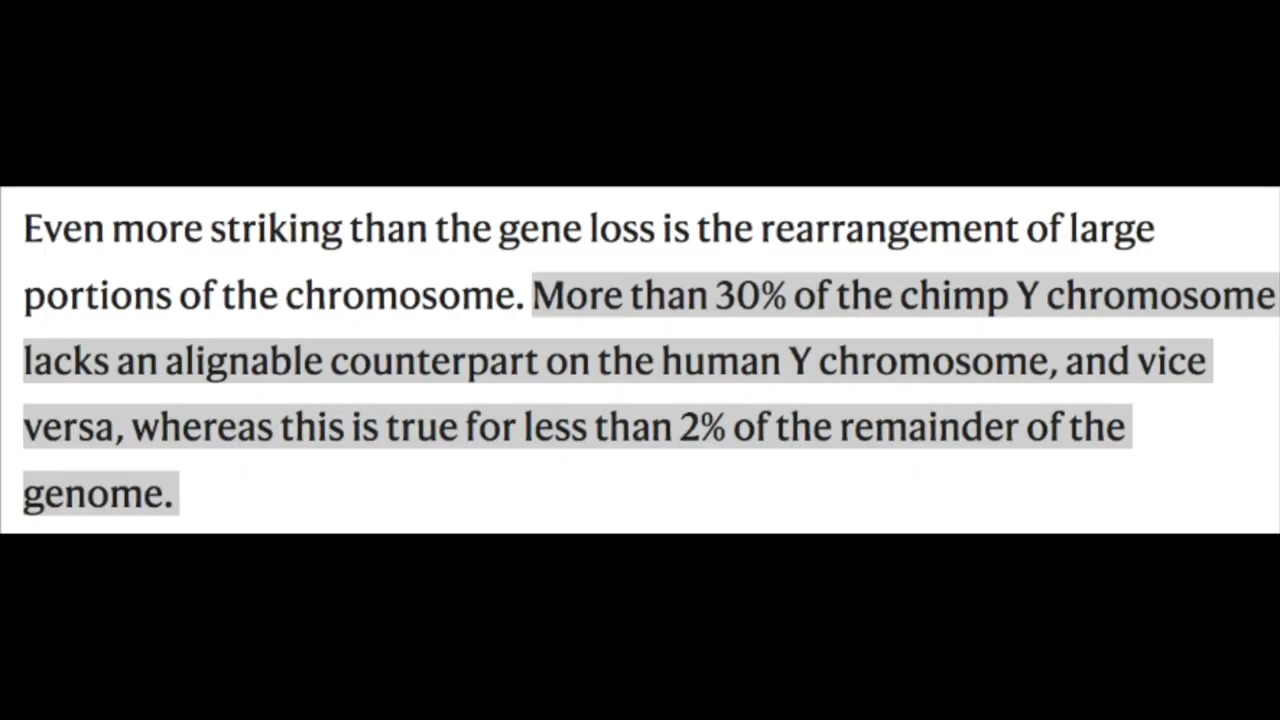 Even more striking than the gene loss is the rearrangement of large
portions of the chromosome. More than 30% of the chimp Y chromosome
lacks an alignable counterpart on the human Y chromosome, and vice
versa, whereas this is true for less than 2% of the remainder of the
genome.